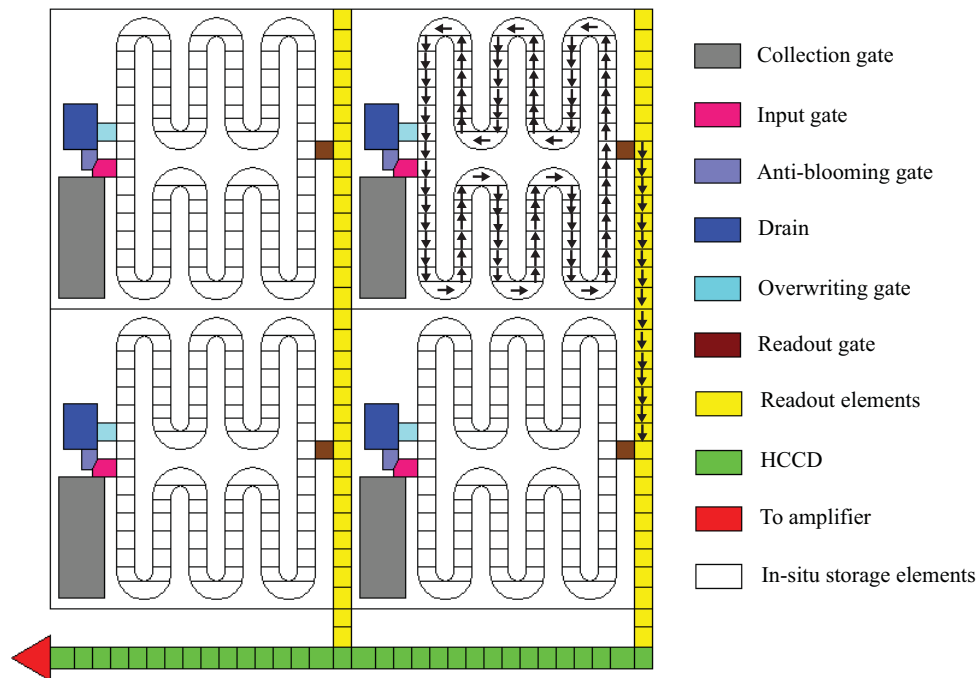 Collection gate
Input gate
Anti-blooming gate
Drain
Overwriting gate
Readout gate
Readout elements
HCCD
To amplifier
In-situ storage elements